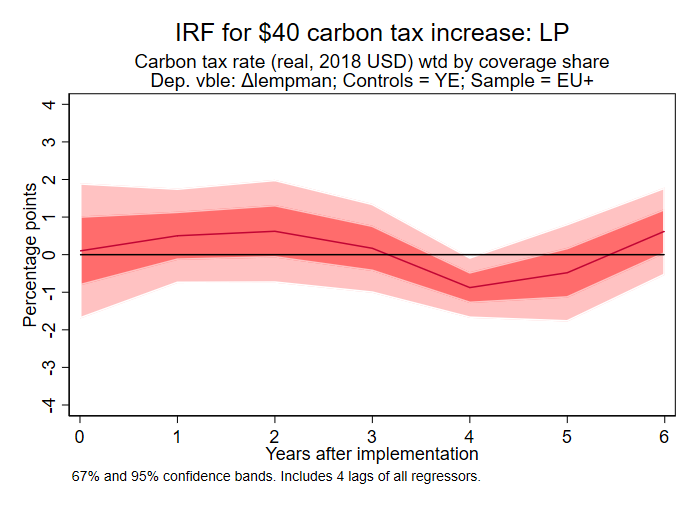 IRF for $40 carbon tax increase: LP
Carbon tax rate (real, 2018 USD) wtd by coverage share
Dep. vble: Δlempman; Controls = YE; Sample = EU+
Percentage points
4
3
2
1
0
-1
-2
-3
-4
0 1 2 3 4 5 6
Years after implementation
67% and 95% confidence bands. Includes 4 lags of all regressors.